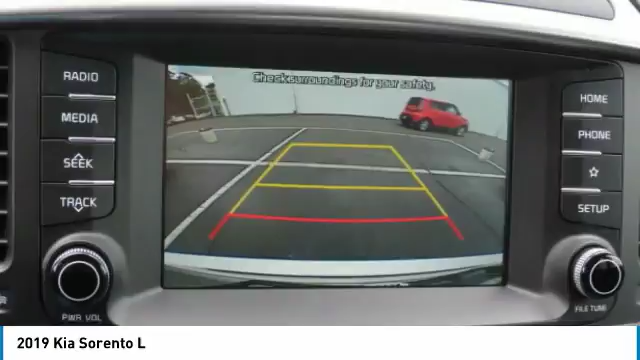 Check surroundings for your safety.
RADIO
MEDIA
SEEK
TRACK
PWR VOL
HOME
PHONE
SETUP
FILE TUNE
2019 Kia Sorento L